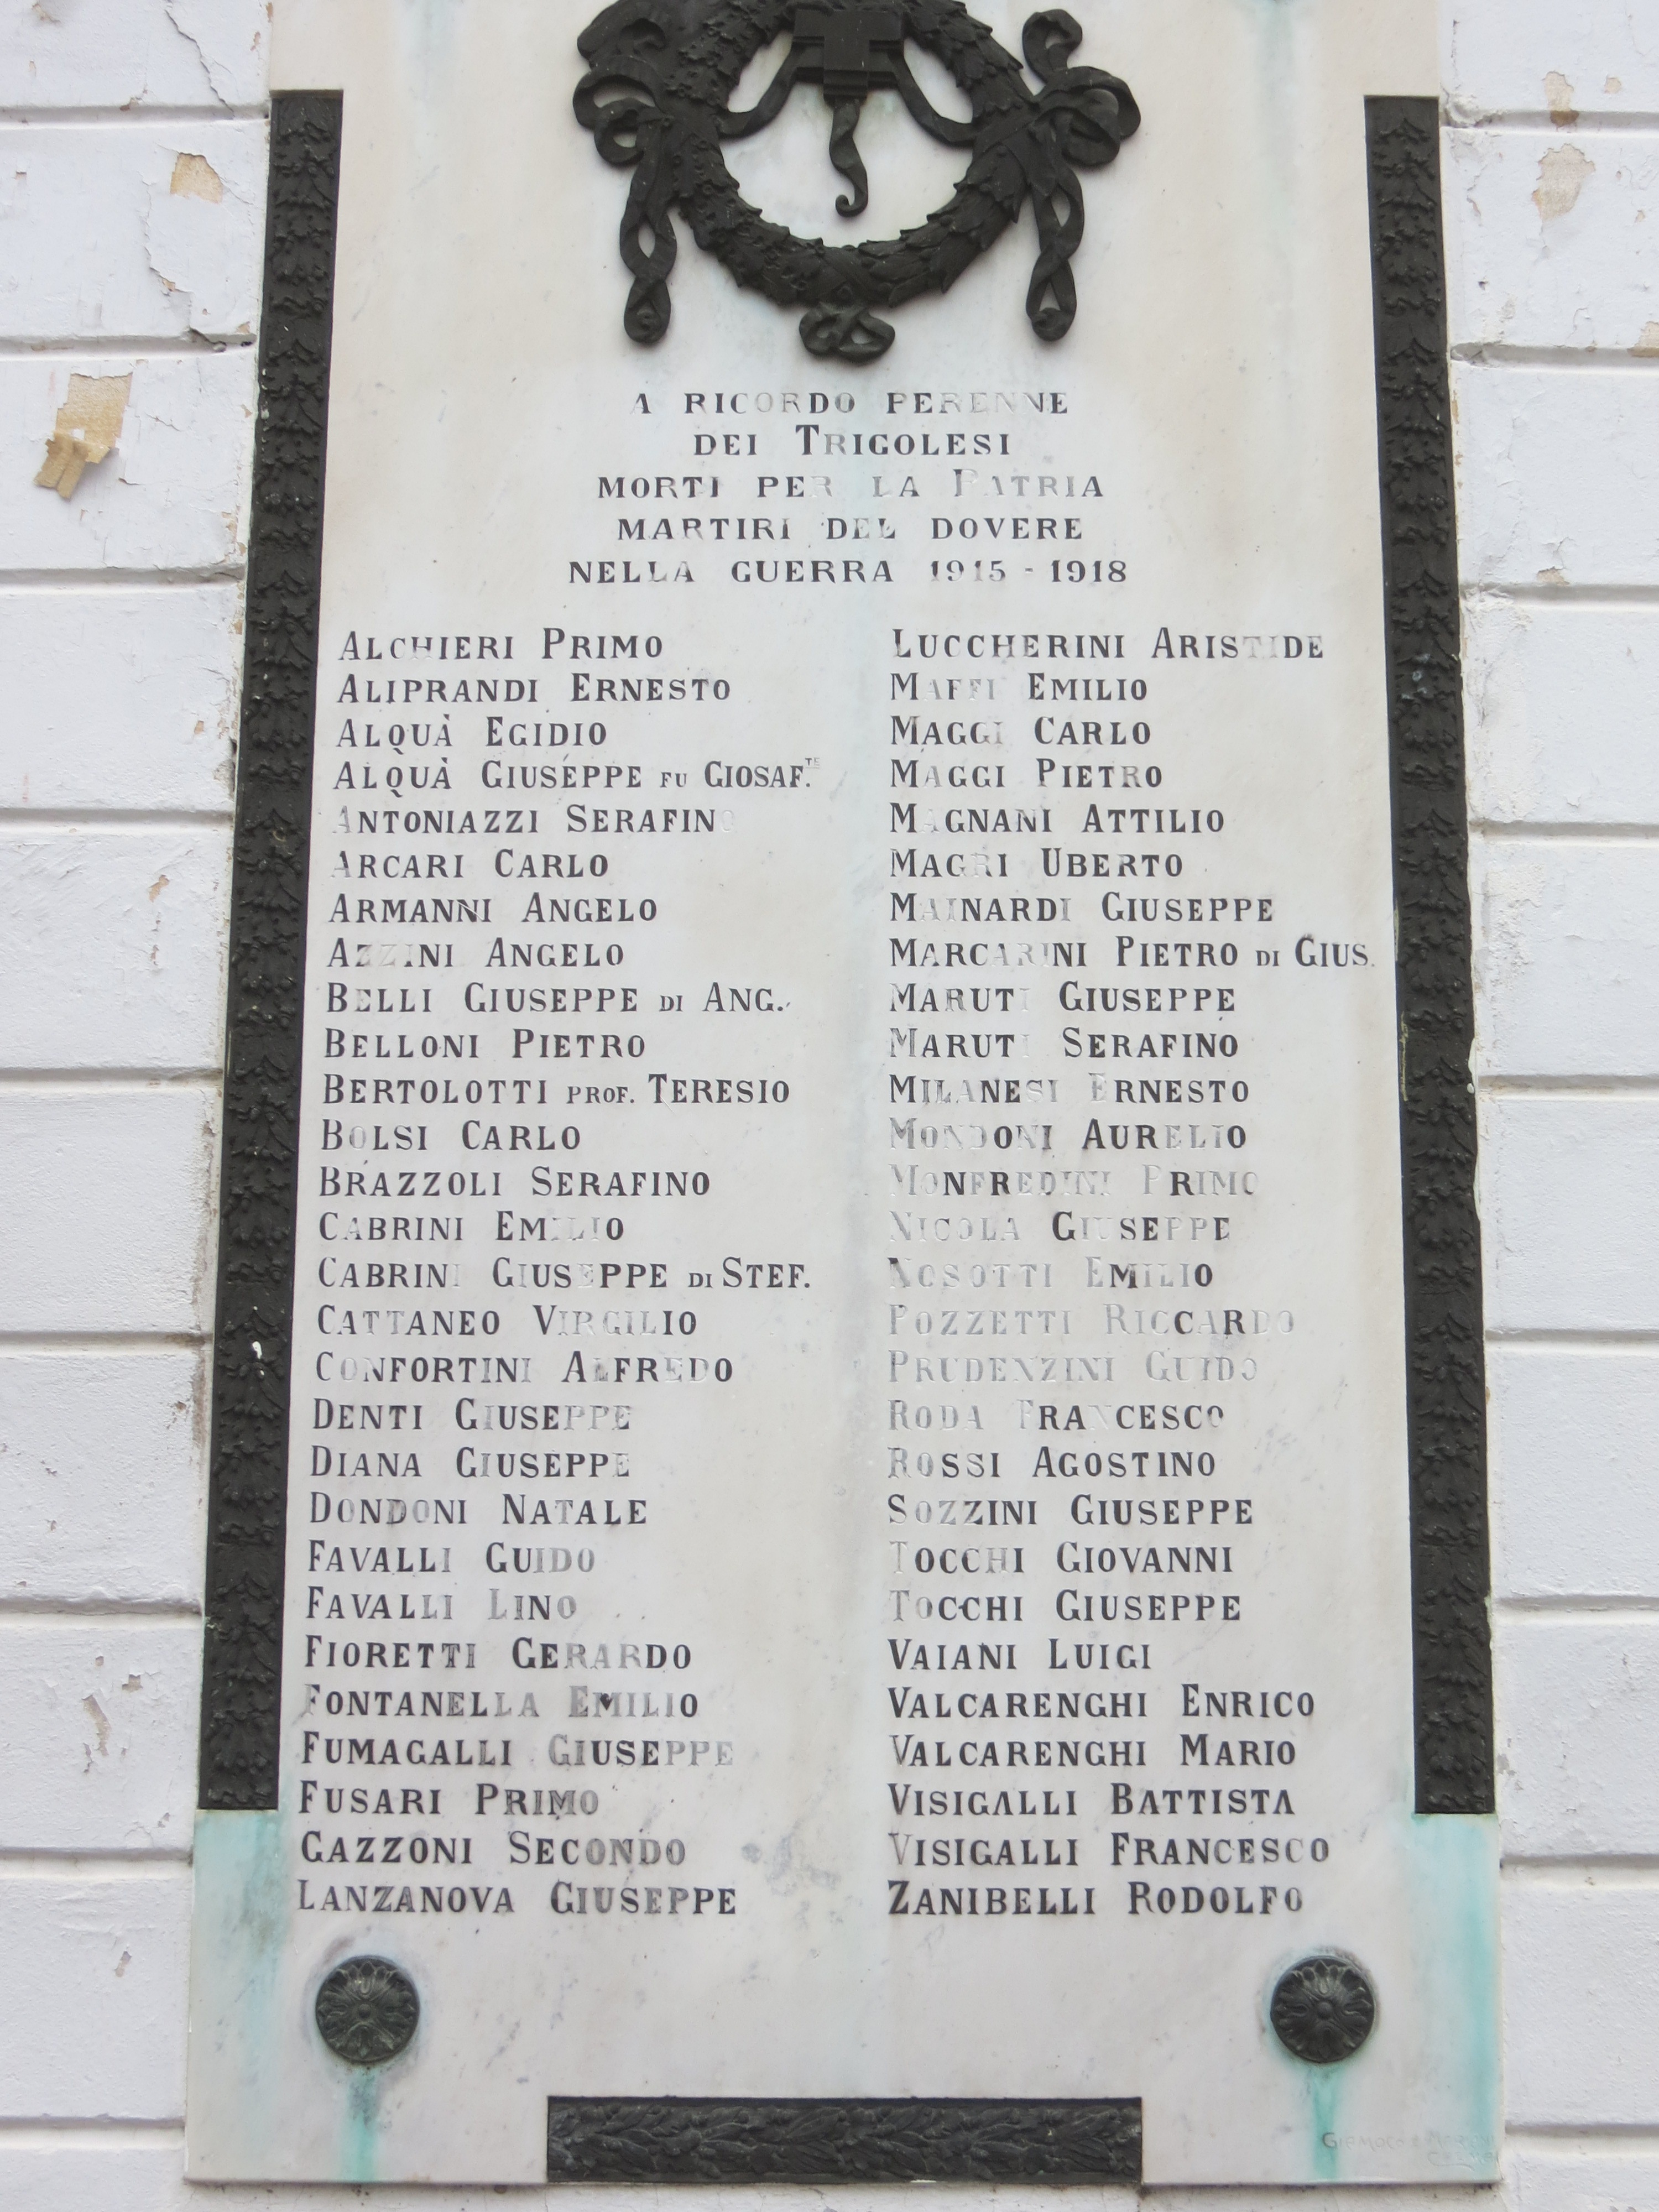 A RICORDO PERENNE
DEI TRIGOLESI
MORTI PER LA PATRIA
MARTIRI DEL DOVERE
NELLA GUERRA 1915 - 1918
ALCHIERI PRIMO
ALIPRANDI ERNESTO
ALQUÀ EGIDIO
ALQUÀ GIUSEPPE FU GIOSAF.TE
ANTONIAZZI SERAFINO
ARCARI CARLO
ARMANNI ANGELO
AZZINI ANGELO
BELLI GIUSEPPE DI ANG.
BELLONI PIETRO
BERTOLOTTI PROF. TERESIO
BOLSI CARLO
BRAZZOLI SERAFINO
CABRINI EMILIO
CABRINI GIUSEPPE DI STEF.
CATTANEO VIRGILIO
CONFORTINI ALFREDO
DENTI GIUSEPPE
DIANA GIUSEPPE
DONDONI NATALE
FAVALLI GUIDO
FAVALLI LINO
FIORETTI GERARDO
FONTANELLA EMILIO
FUMAGALLI GIUSEPPE
FUSARI PRIMO
GAZZONI SECONDO
LANZANOVA GIUSEPPE
LUCCHERINI ARISTIDE
MAFFI EMILIO
MAGGI CARLO
MAGGI PIETRO
MAGNANI ATTILIO
MAGRI UBERTO
MAINARDI GIUSEPPE
MARCARINI PIETRO DI GIUS.
MARUTI GIUSEPPE
MARUTI SERAFINO
MILANESI ERNESTO
MONDONI AURELIO
MONFREDINI PRIMO
NICOLA GIUSEPPE
NOSOTTI EMILIO
POZZETTI RICCARDO
PRUDENZINI GUIDO
RODA FRANCESCO
ROSSI AGOSTINO
SOZZINI GIUSEPPE
TOCCHI GIOVANNI
TOCCHI GIUSEPPE
VAIANI LUIGI
VALCARENGHI ENRICO
VALCARENGHI MARIO
VISIGALLI BATTISTA
VISIGALLI FRANCESCO
ZANIBELLI RODOLFO